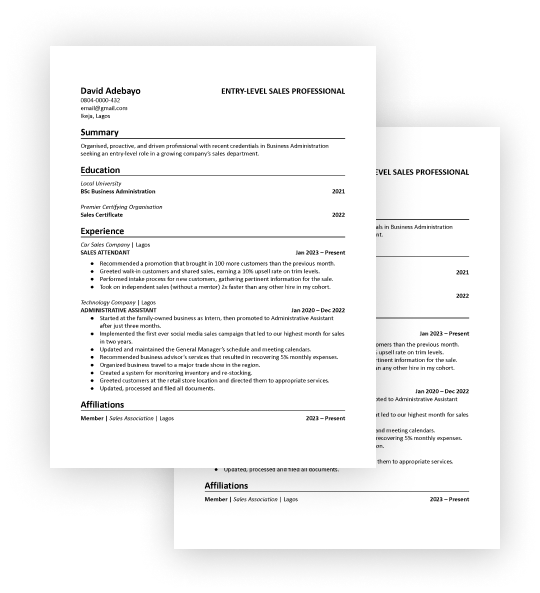 David Adebayo ENTRY-LEVEL SALES PROFESSIONAL
0804-0000-432
email@gmail.com
Ikeja, Lagos
Summary
Organised, proactive, and driven professional with recent credentials in Business Administration
seeking an entry-level role in a growing company's sales department.
Education
Local University
BSc Business Administration 2021
Premier Certifying Organisation
Sales Certificate 2022
Experience
Car Sales Company | Lagos
SALES ATTENDANT Jan 2023 – Present
● Recommended a promotion that brought in 100 more customers than the previous month.
● Greeted walk-in customers and shared sales, earning a 10% upsell rate on trim levels.
● Performed intake process for new customers, gathering pertinent information for the sale.
● Took on independent sales (without a mentor) 2x faster than any other hire in my cohort.
Technology Company | Lagos
ADMINISTRATIVE ASSISTANT Jan 2020 – Dec 2022
● Started at the family-owned business as Intern, then promoted to Administrative Assistant
after just three months.
● Implemented the first ever social media sales campaign that led to our highest month for sales
in two years.
● Updated and maintained the General Manager's schedule and meeting calendars.
● Recommended business advisor's services that resulted in recovering 5% monthly expenses.
● Organized business travel to a major trade show in the region.
● Created a system for monitoring inventory and re-stocking.
● Greeted customers at the retail store location and directed them to appropriate services.
● Updated, processed and filed all documents.
Affiliations
Member | Sales Association | Lagos 2023 – Present
EVEL SALES PROFESSIONAL
als in Business Administration
nt.
2021
2022
Jan 2023 – Present
comers than the previous month.
upsell rate on trim levels.
pertinent information for the sale.
n any other hire in my cohort.
Jan 2020 – Dec 2022
oted to Administrative Assistant
at led to our highest month for sales
and meeting calendars.
recovering 5% monthly expenses.
on.
them to appropriate services.
● Updated, processed and filed all documents.
Affiliations
Member | Sales Association | Lagos 2023 – Present